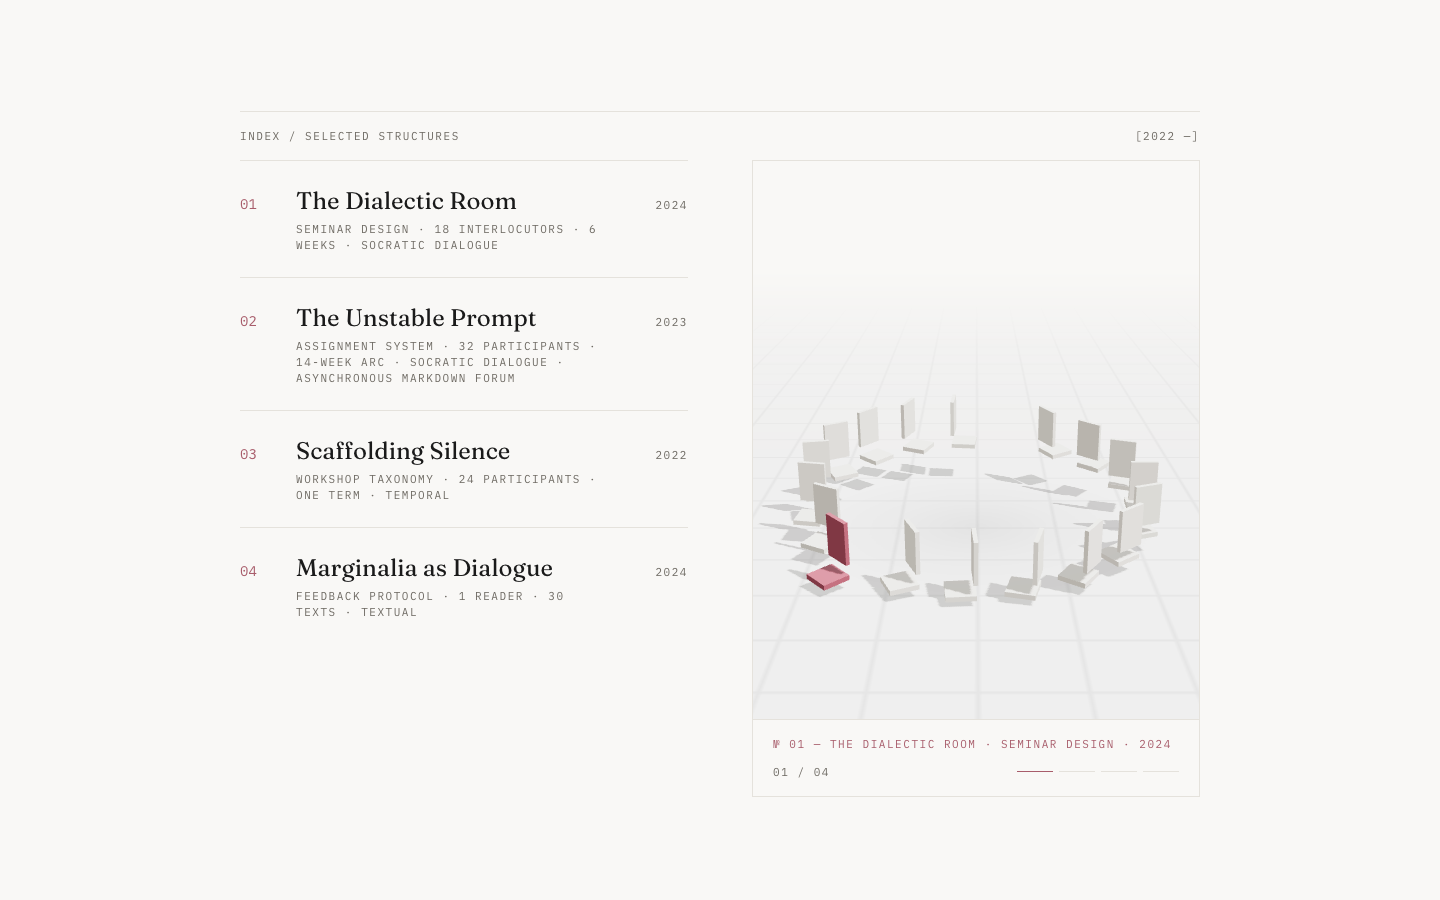 INDEX / SELECTED STRUCTURES
[2022 —]
01
The Dialectic Room
2024
SEMINAR DESIGN · 18 INTERLOCUTORS · 6
WEEKS · SOCRATIC DIALOGUE
02
The Unstable Prompt
2023
ASSIGNMENT SYSTEM · 32 PARTICIPANTS ·
14-WEEK ARC · SOCRATIC DIALOGUE ·
ASYNCHRONOUS MARKDOWN FORUM
03
Scaffolding Silence
2022
WORKSHOP TAXONOMY · 24 PARTICIPANTS ·
ONE TERM · TEMPORAL
04
Marginalia as Dialogue
2024
FEEDBACK PROTOCOL · 1 READER · 30
TEXTS · TEXTUAL
№ 01 — THE DIALECTIC ROOM · SEMINAR DESIGN · 2024
01 / 04